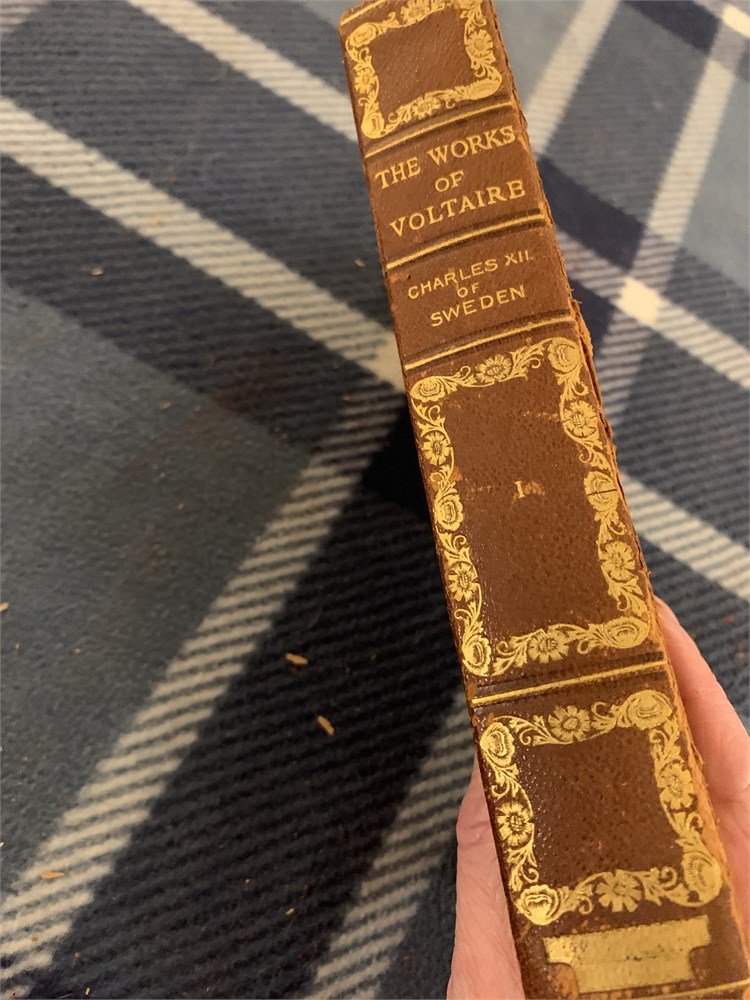 THE WORKS
OF
VOLTAIRE
CHARLES XII.
OF
SWEDEN
I